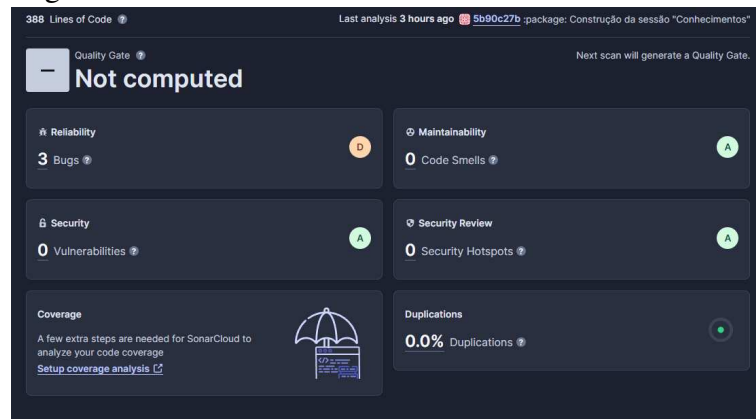 388 Lines of Code ?
Last analysis 3 hours ago 5b90c27b :package: Construção da sessão "Conhecimentos"
Quality Gate ?
Not computed
Next scan will generate a Quality Gate.
Reliability
3 Bugs ?
D
Maintainability
0 Code Smells ?
A
Security
0 Vulnerabilities ?
A
Security Review
0 Security Hotspots ?
A
Coverage
A few extra steps are needed for SonarCloud to
analyze your code coverage
Setup coverage analysis
Duplications
0.0% Duplications ?